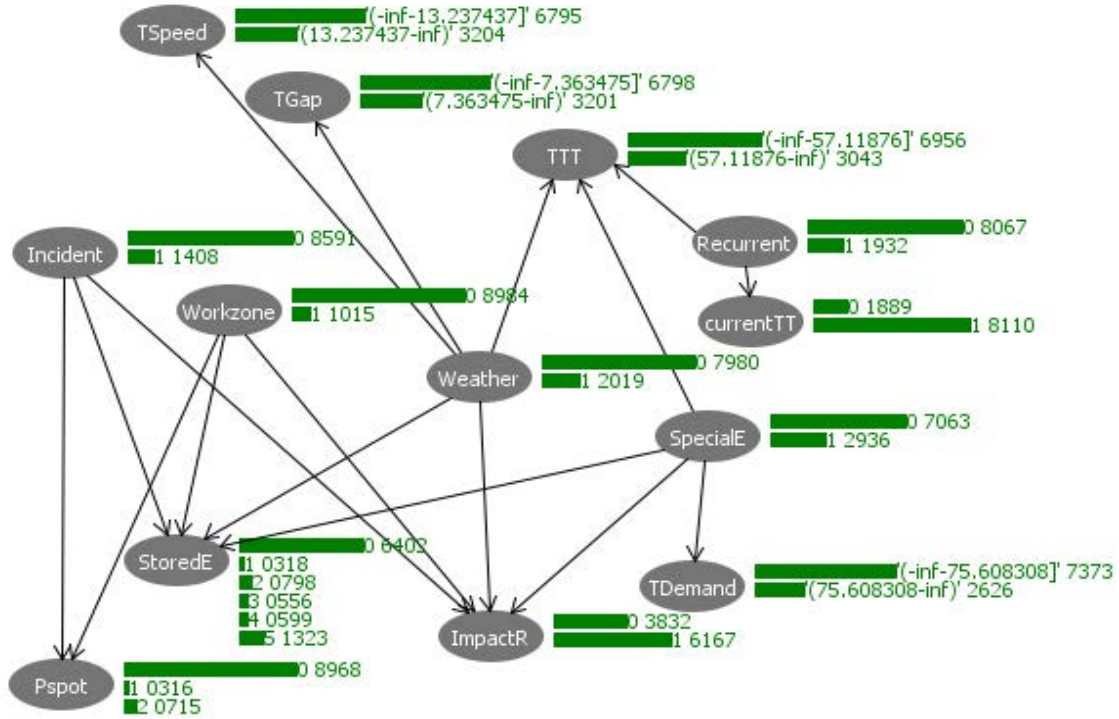 TSpeed
'(-inf-13.237437]' 6795
'(13.237437-inf)' 3204
TGap
'(-inf-7.363475]' 6798
'(7.363475-inf)' 3201
TTT
'(-inf-57.11876]' 6956
'(57.11876-inf)' 3043
Incident
0 8591
1 1408
Recurrent
0 8067
1 1932
Workzone
0 8984
1 1015
currentTT
0 1889
1 8110
Weather
0 7980
1 2019
SpecialE
0 7063
1 2936
StoredE
0 6402
1 0318
2 0798
3 0556
4 0599
5 1323
TDemand
'(-inf-75.608308]' 7373
'(75.608308-inf)' 2626
ImpactR
0 3832
1 6167
Pspot
0 8968
1 0316
2 0715